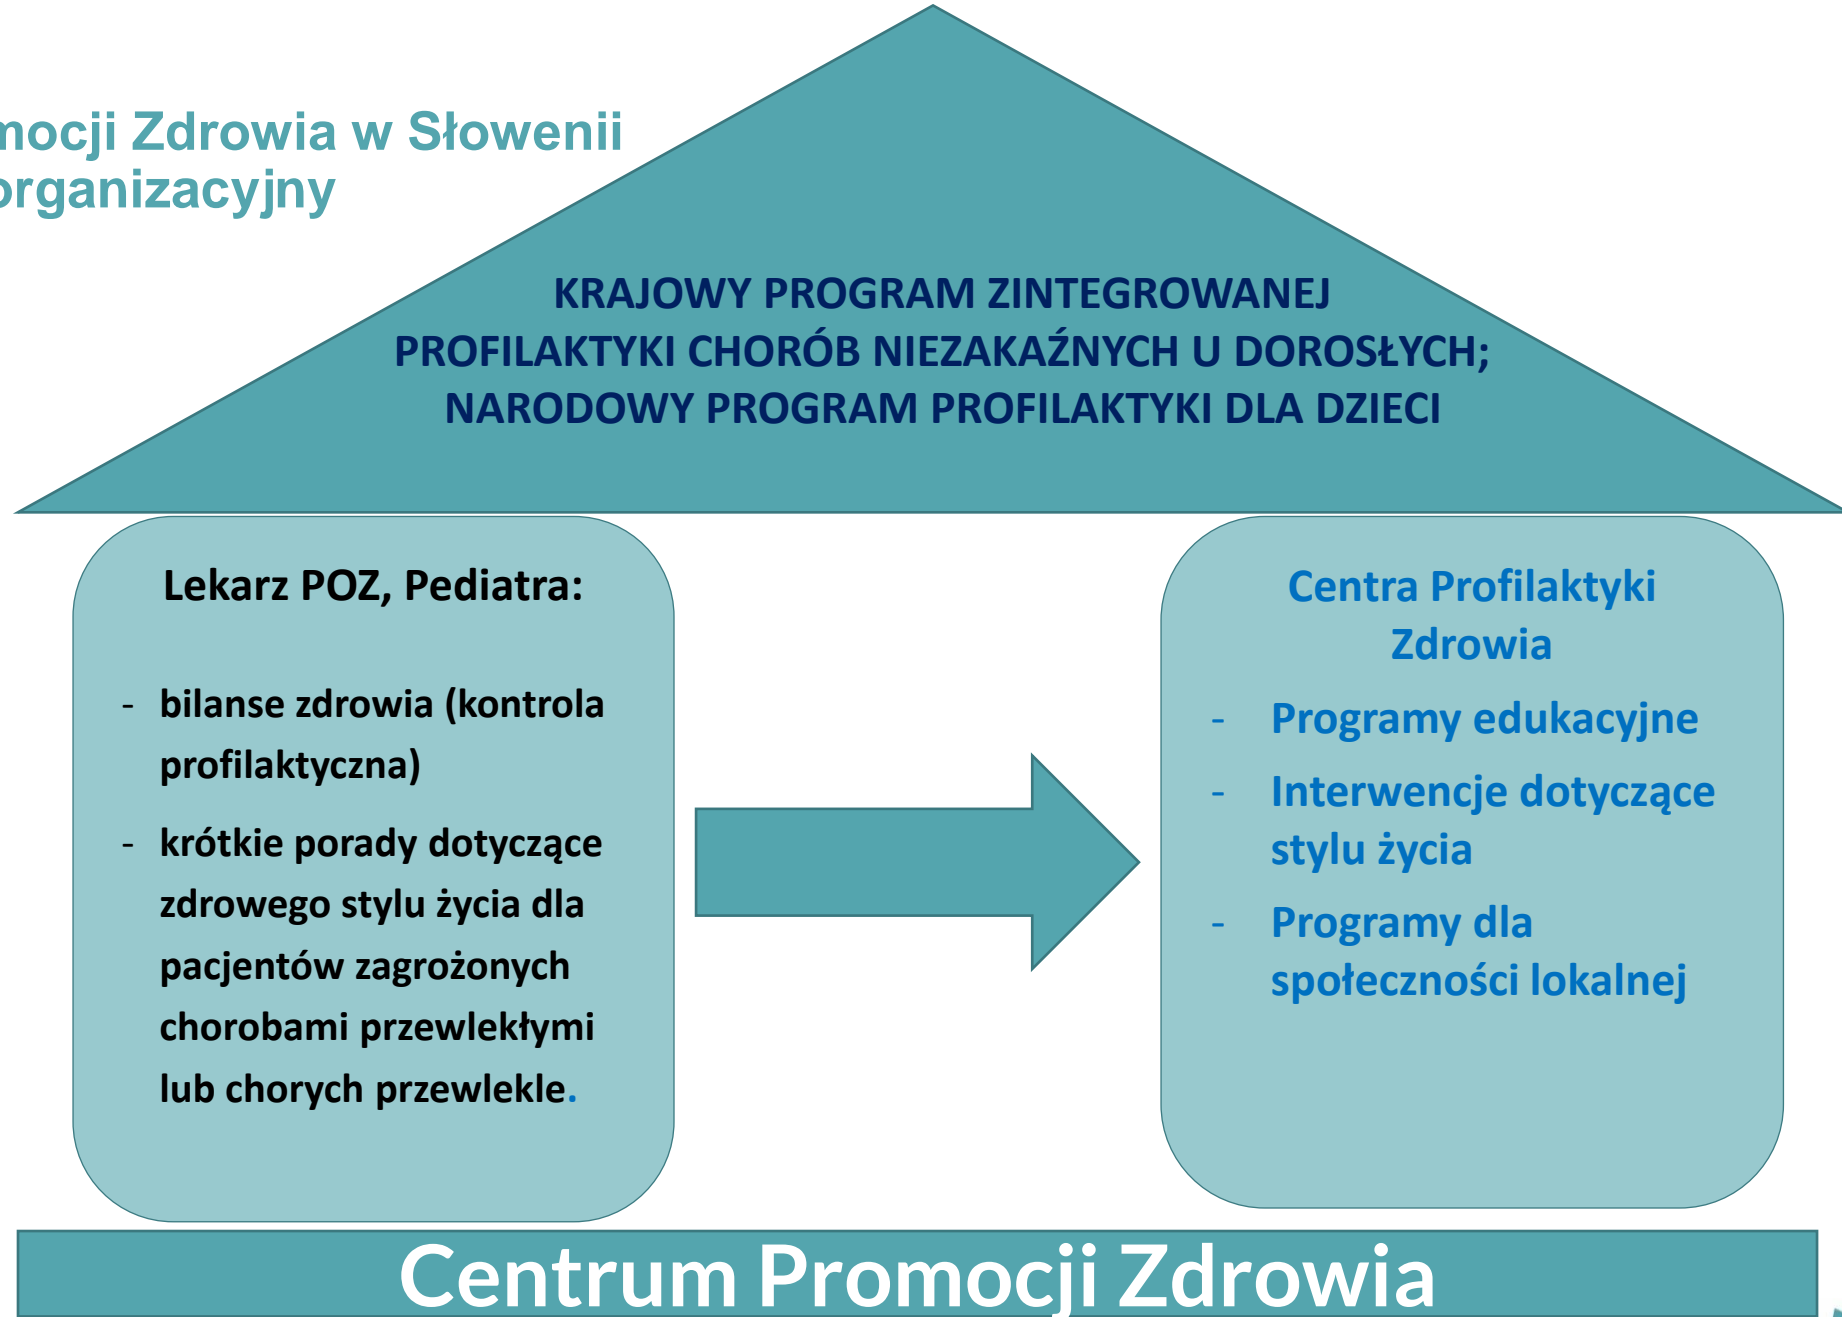 mocji Zdrowia w Słowenii
organizacyjny
KRAJOWY PROGRAM ZINTEGROWANEJ
PROFILAKTYKI CHORÓB NIEZAKAŹNYCH U DOROSŁYCH;
NARODOWY PROGRAM PROFILAKTYKI DLA DZIECI
Lekarz POZ, Pediatra:
- bilanse zdrowia (kontrola
profilaktyczna)
- krótkie porady dotyczące
zdrowego stylu życia dla
pacjentów zagrożonych
chorobami przewlekłymi
lub chorych przewlekle.
Centra Profilaktyki
Zdrowia
- Programy edukacyjne
- Interwencje dotyczące
stylu życia
- Programy dla
społeczności lokalnej
Centrum Promocji Zdrowia